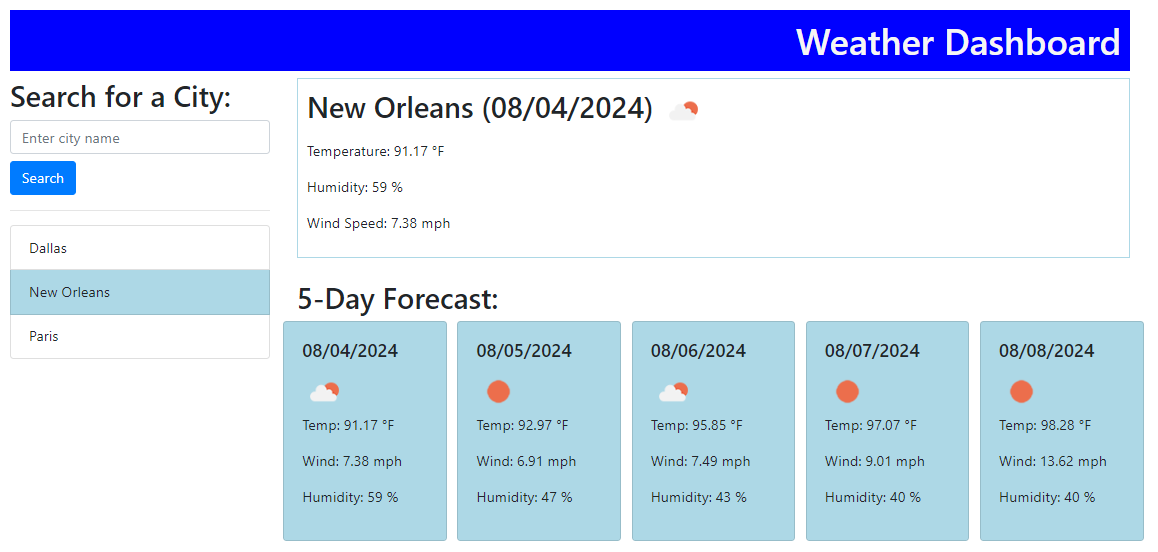 Weather Dashboard
Search for a City:
Enter city name
Search
Dallas
New Orleans
Paris
New Orleans (08/04/2024)
Temperature: 91.17 °F
Humidity: 59 %
Wind Speed: 7.38 mph
5-Day Forecast:
08/04/2024
Temp: 91.17 °F
Wind: 7.38 mph
Humidity: 59 %
08/05/2024
Temp: 92.97 °F
Wind: 6.91 mph
Humidity: 47 %
08/06/2024
Temp: 95.85 °F
Wind: 7.49 mph
Humidity: 43 %
08/07/2024
Temp: 97.07 °F
Wind: 9.01 mph
Humidity: 40 %
08/08/2024
Temp: 98.28 °F
Wind: 13.62 mph
Humidity: 40 %